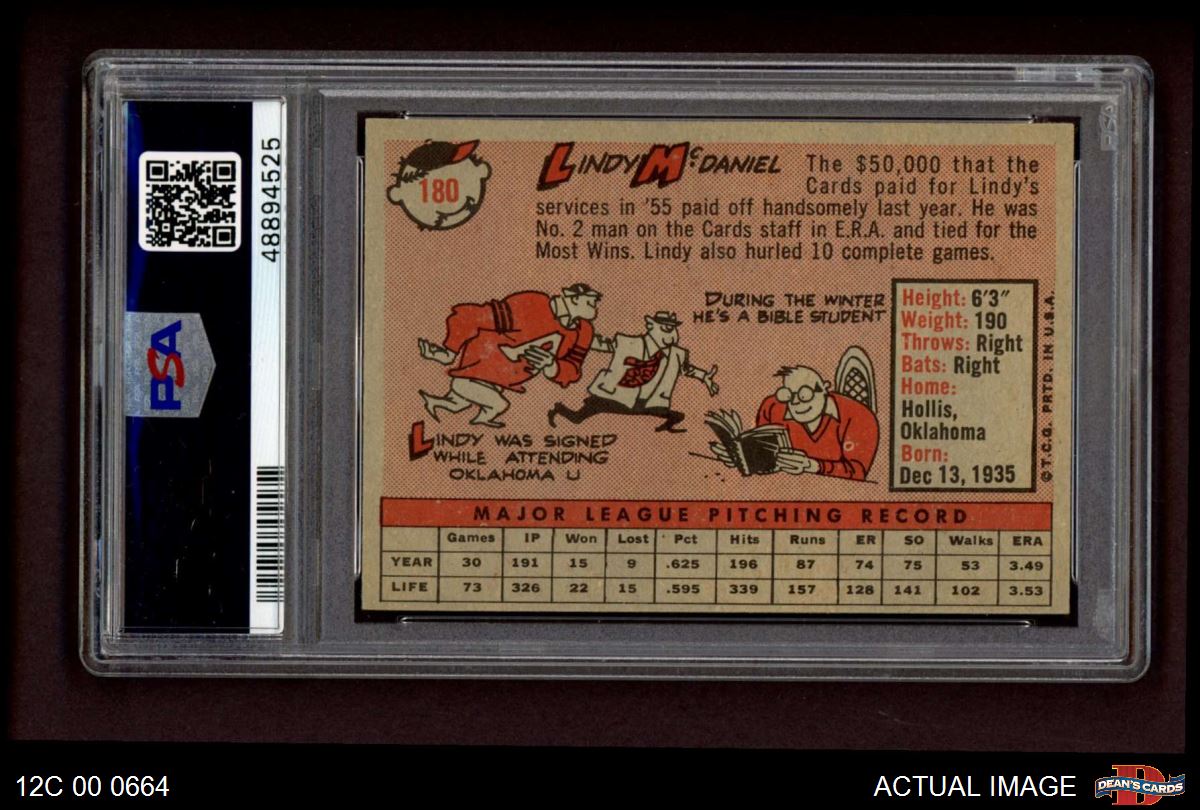 48894525
PSA
180
LINDY McDANIEL
The $50,000 that the
Cards paid for Lindy's
services in '55 paid off handsomely last year. He was
No. 2 man on the Cards staff in E.R.A. and tied for the
Most Wins. Lindy also hurled 10 complete games.
DURING THE WINTER
HE'S A BIBLE STUDENT
LINDY WAS SIGNED
WHILE ATTENDING
OKLAHOMA U
Height: 6'3"
Weight: 190
Throws: Right
Bats: Right
Home:
Hollis,
Oklahoma
Born:
Dec 13, 1935
© T.C.G. PRTD. IN U.S.A.
MAJOR LEAGUE PITCHING RECORD
Games IP Won Lost Pct Hits Runs ER SO Walks ERA
YEAR 30 191 15 9 .625 196 87 74 75 53 3.49
LIFE 73 326 22 15 .595 339 157 128 141 102 3.53
12C 00 0664
ACTUAL IMAGE
D
DEAN'S CARDS